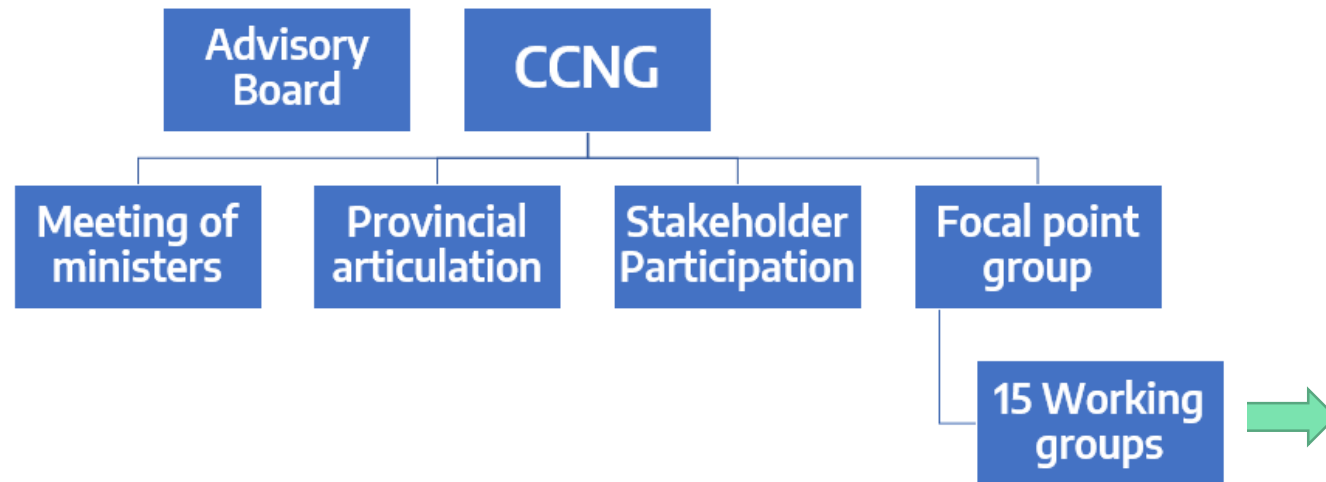 Advisory
Board
CCNG
Meeting of
ministers
Provincial
articulation
Stakeholder
Participation
Focal point
group
15 Working
groups